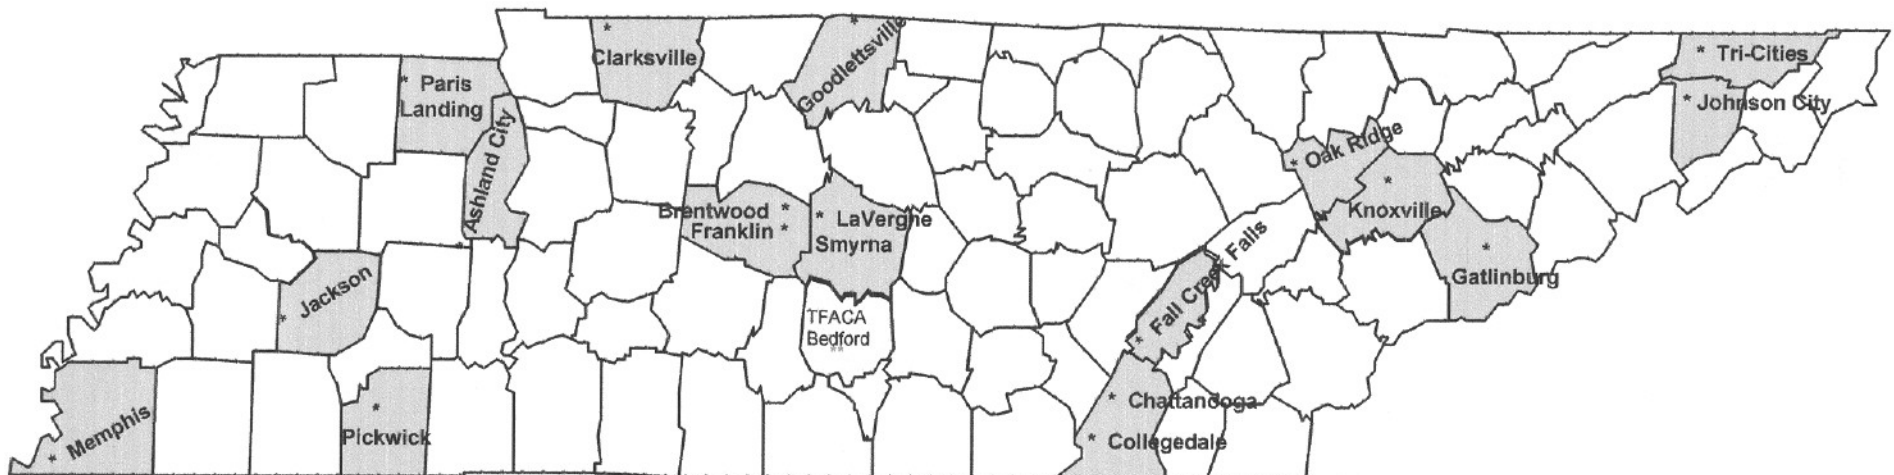 Clarksville
Goodlettsville
Tri-Cities
Paris
Landing
Johnson City
Ashland City
Oak Ridge
Brentwood
Franklin
LaVergne
Smyrna
Knoxville
Fall Creek Falls
Gatlinburg
Jackson
TFACA
Bedford
**
Memphis
Pickwick
Chattandoga
Collegedale